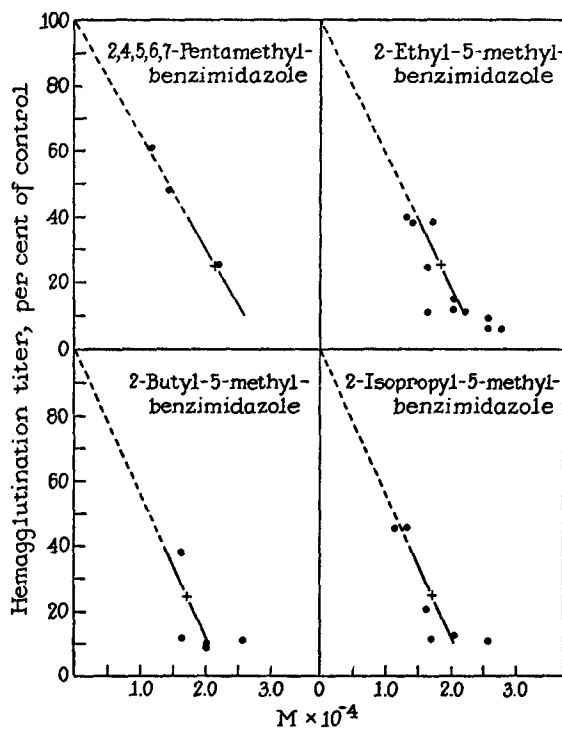 Hemagglutination titer, per cent of control
100
80
60
40
20
0
2,4,5,6,7-Pentamethyl-
benzimidazole
2-Ethyl-5-methyl-
benzimidazole
80
60
40
20
0
2-Butyl-5-methyl-
benzimidazole
2-Isopropyl-5-methyl-
benzimidazole
1.0 2.0 3.0 0 1.0 2.0 3.0
M × 10⁻⁴